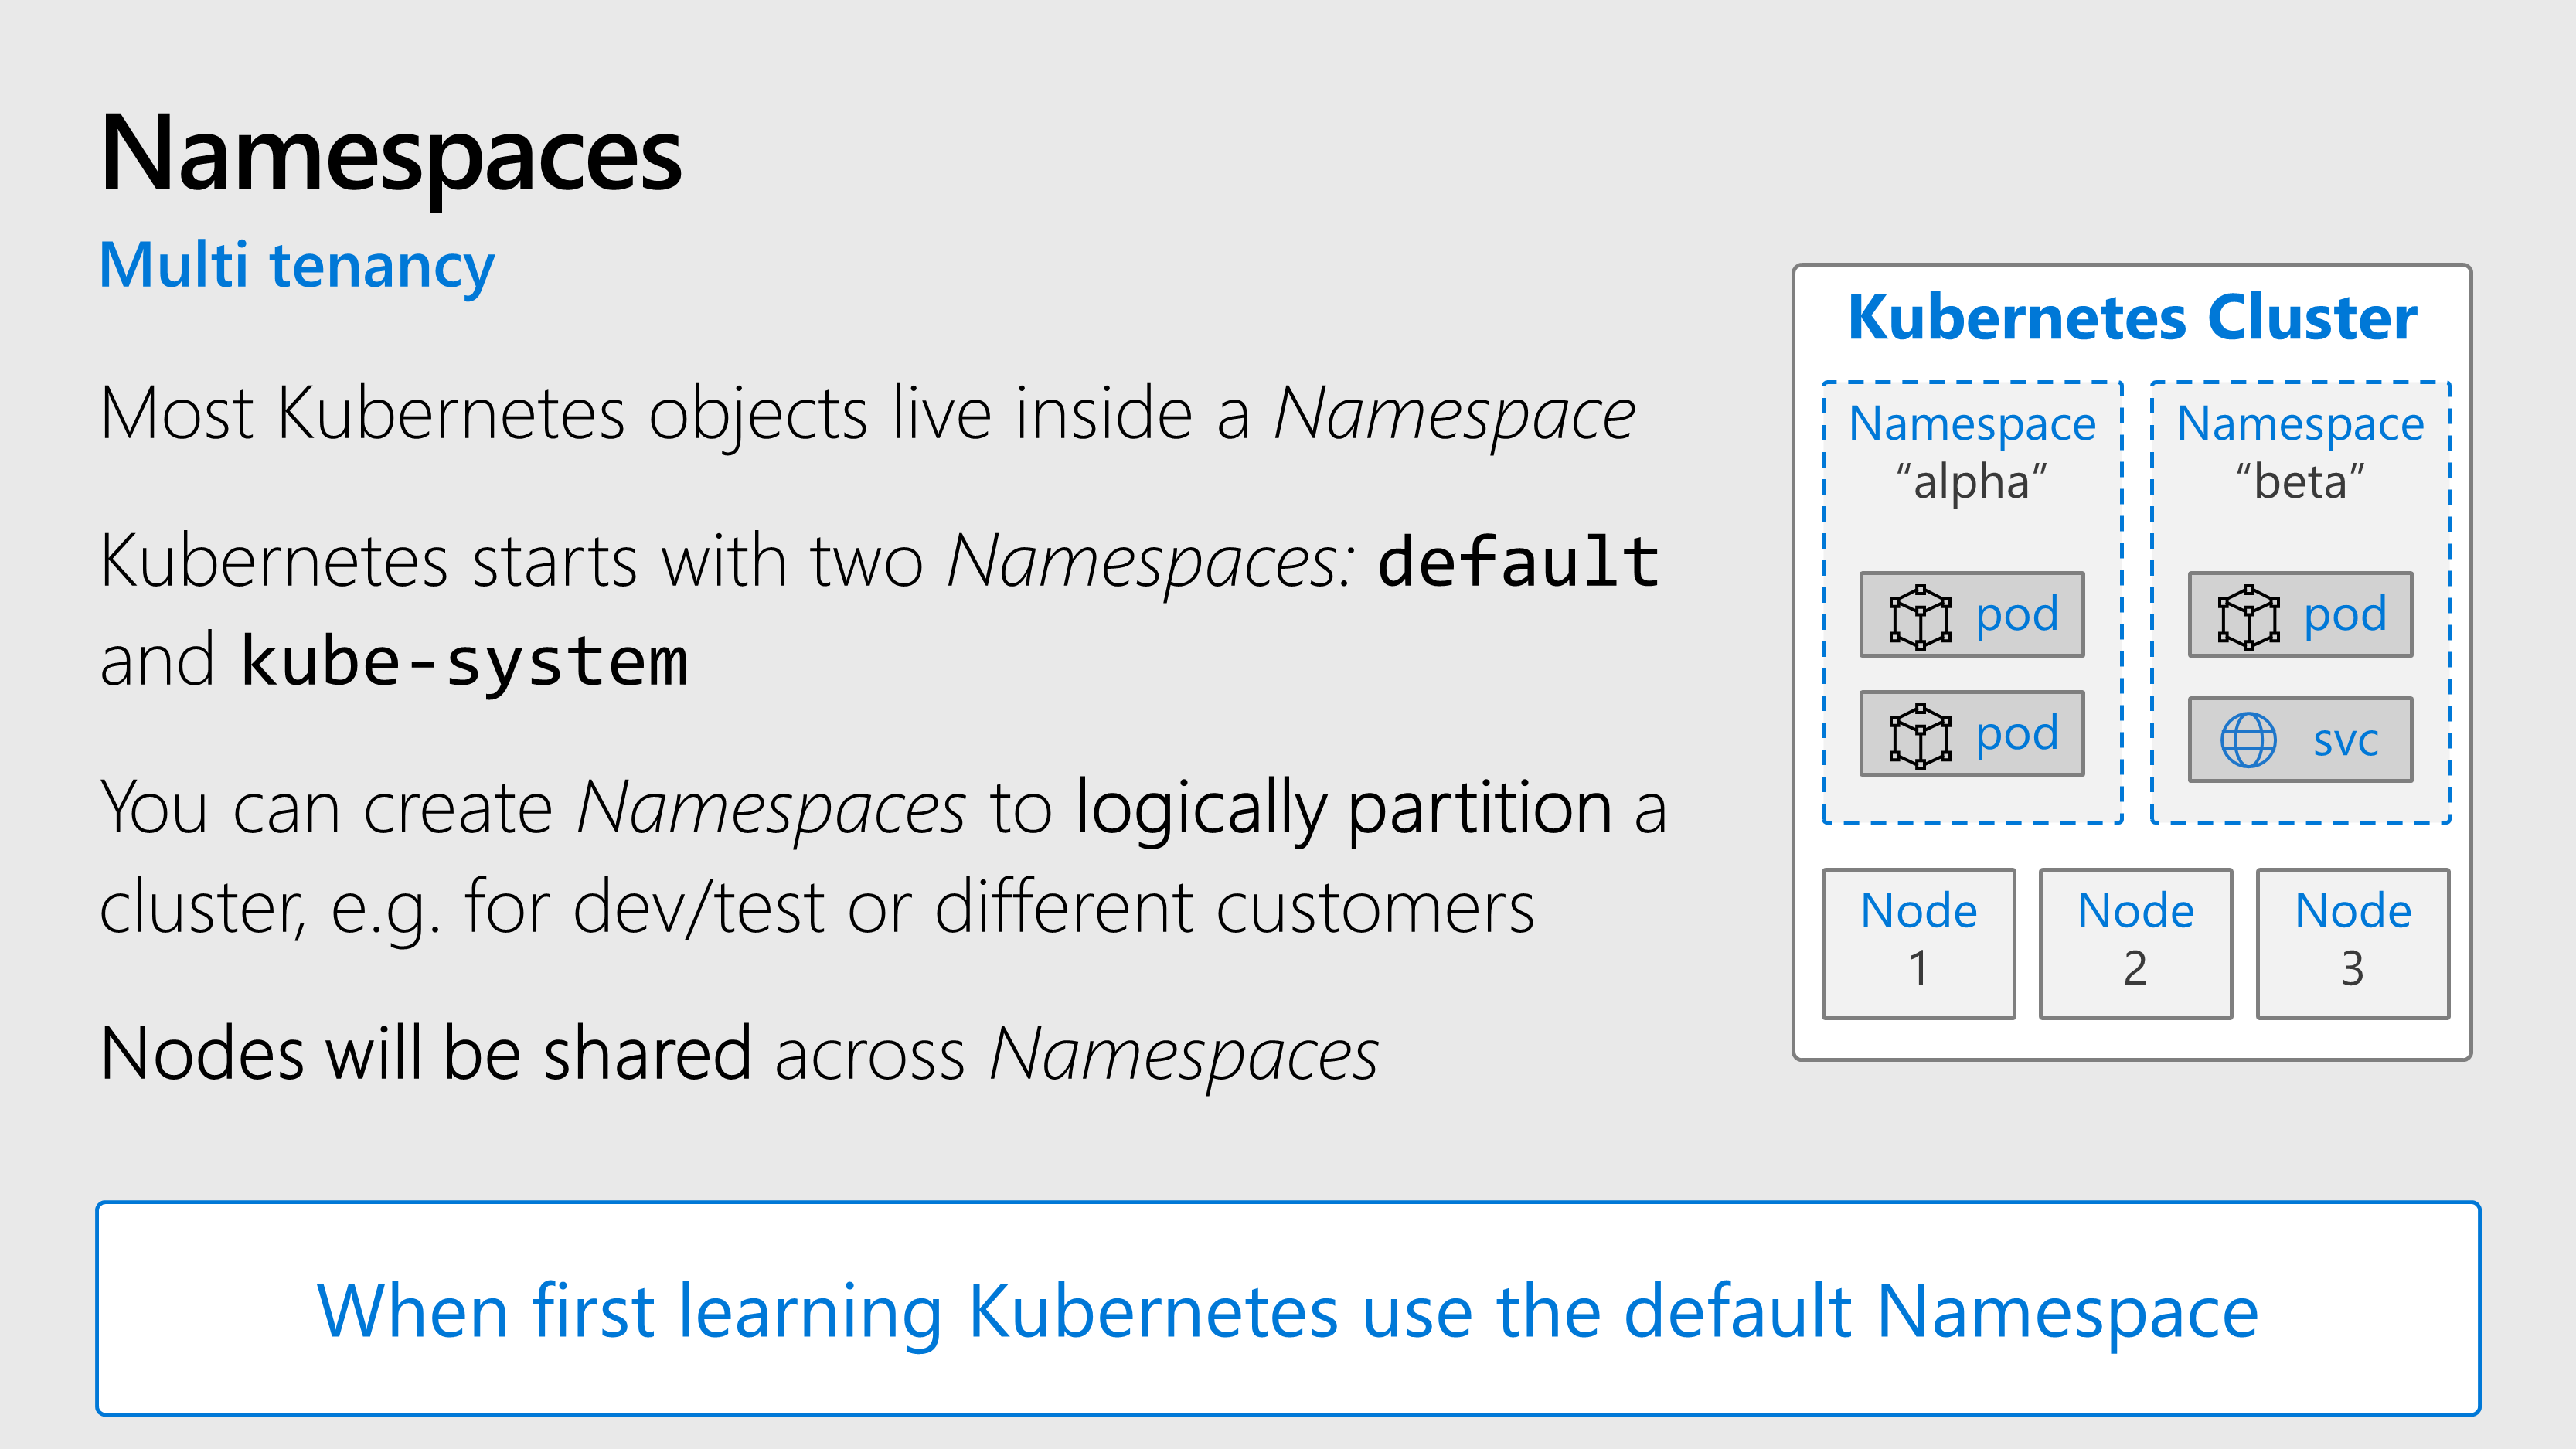 Namespaces
Multi tenancy
Most Kubernetes objects live inside a Namespace
Kubernetes starts with two Namespaces: default
and kube-system
You can create Namespaces to logically partition a
cluster, e.g. for dev/test or different customers
Nodes will be shared across Namespaces
Kubernetes Cluster
Namespace
“alpha”
pod
pod
Namespace
“beta”
pod
svc
Node
1
Node
2
Node
3
When first learning Kubernetes use the default Namespace